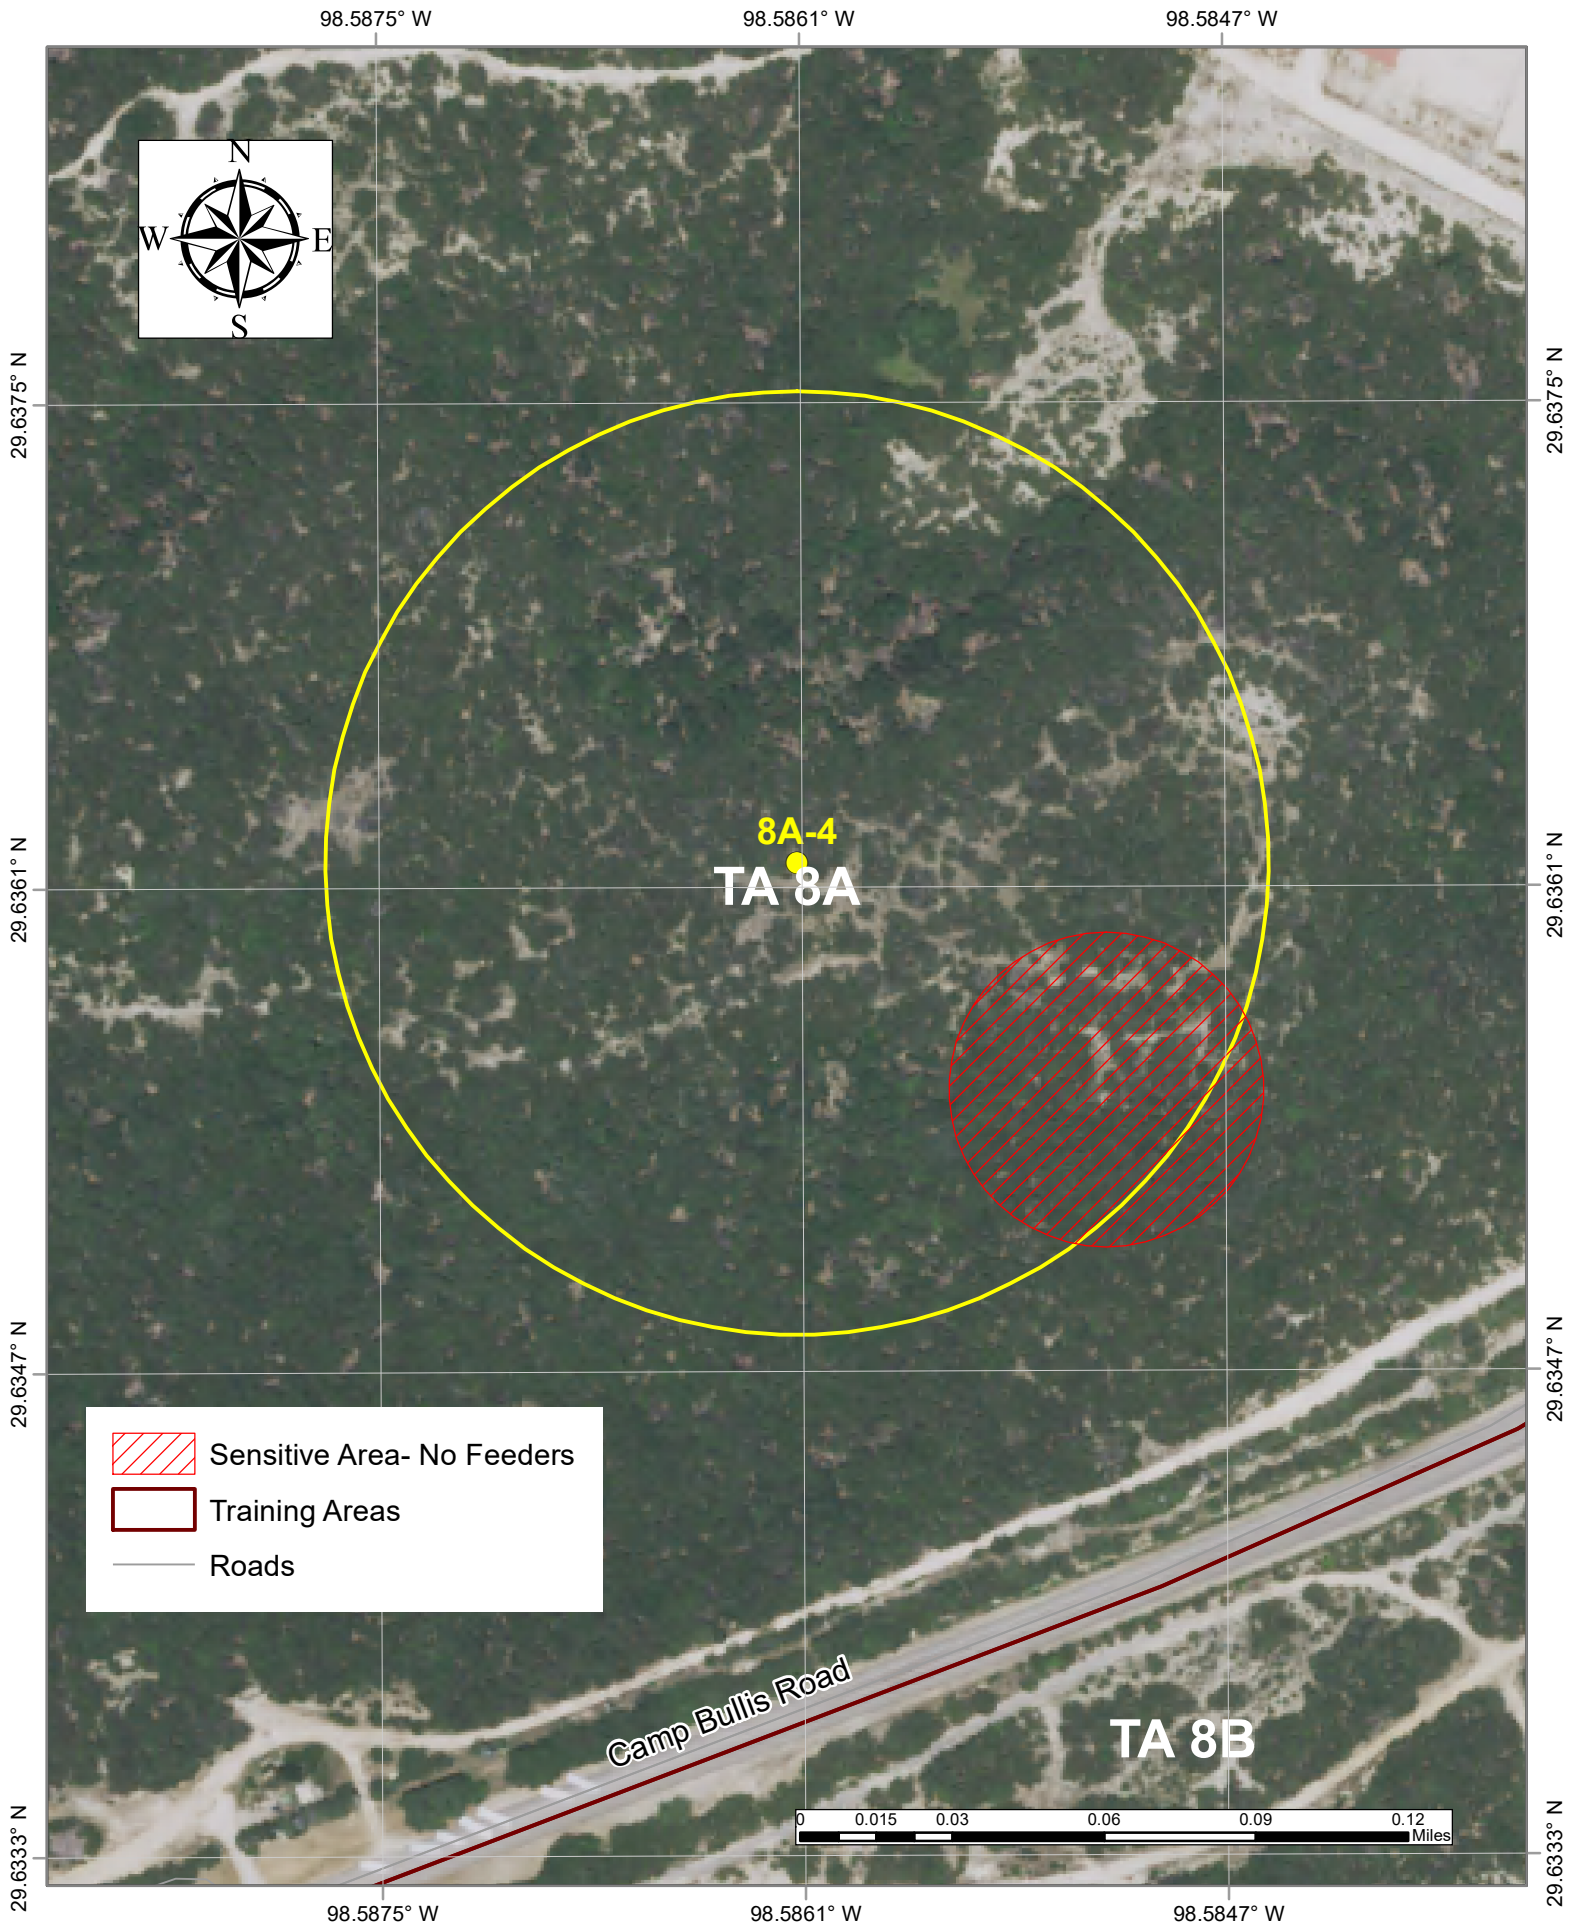 98.5875° W 98.5861° W 98.5847° W
N
W E
S
29.6375° N 29.6375° N
8A-4
TA 8A
29.6361° N 29.6361° N
29.6347° N 29.6347° N
Sensitive Area- No Feeders
Training Areas
Roads
Camp Bullis Road
TA 8B
0 0.015 0.03 0.06 0.09 0.12
Miles
29.6333° N 29.6333° N
98.5875° W 98.5861° W 98.5847° W